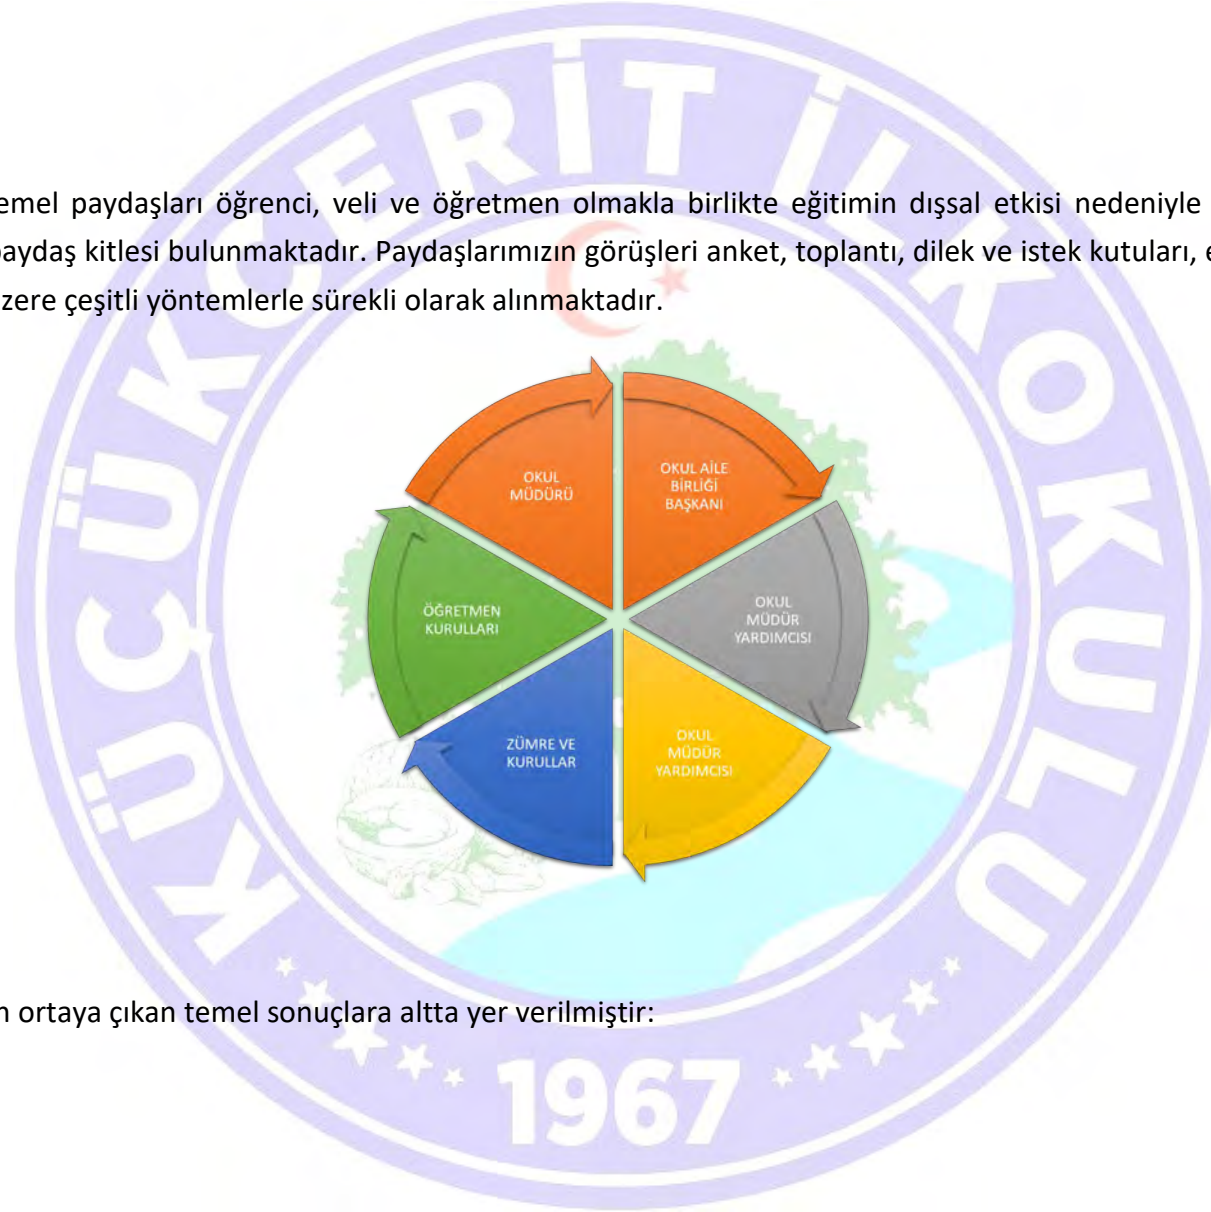 KÜÇÜKCERİT İLKOKULU
emel paydaşları öğrenci, veli ve öğretmen olmakla birlikte eğitimin dışsal etkisi nedeniyle
paydaş kitlesi bulunmaktadır. Paydaşlarımızın görüşleri anket, toplantı, dilek ve istek kutuları, e
zere çeşitli yöntemlerle sürekli olarak alınmaktadır.
OKUL
MÜDÜRÜ
OKUL AİLE
BİRLİĞİ
BAŞKANI
ÖĞRETMEN
KURULLARI
OKUL
MÜDÜR
YARDIMCISI
ZÜMRE VE
KURULLAR
OKUL
MÜDÜR
YARDIMCISI
n ortaya çıkan temel sonuçlara altta yer verilmiştir:
1967